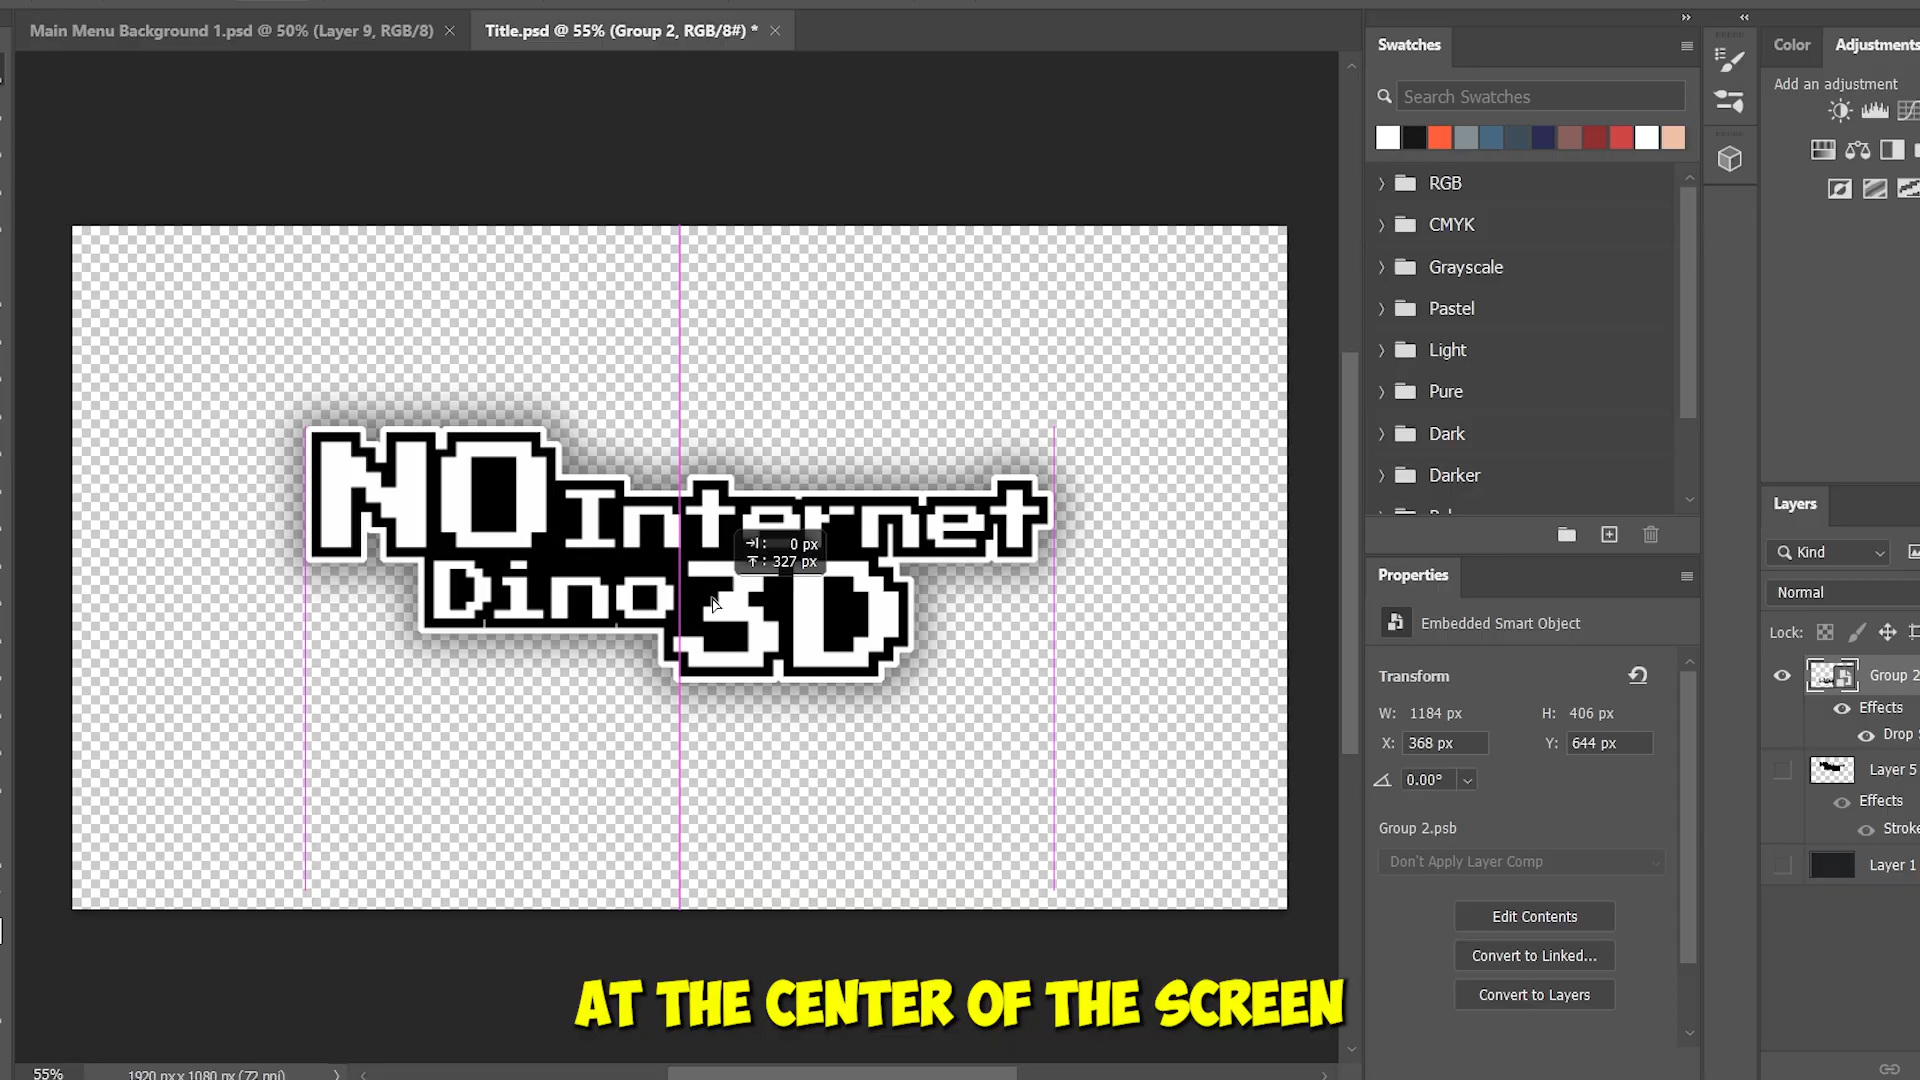 Main Menu Background 1.psd @ 50% (Layer 9, RGB/8)
Title.psd @ 55% (Group 2, RGB/8#) *
Swatches
Color
Adjustments
Search Swatches
Add an adjustment
RGB
CMYK
Grayscale
Pastel
Light
Pure
Dark
Darker
NO Internet
Dino 3D
0 px
327 px
Layers
Kind
Normal
Lock:
Group 2
Effects
Drop
Layer 5
Effects
Stroke
Layer 1
Properties
Embedded Smart Object
Transform
W: 1184 px
H: 406 px
X: 368 px
Y: 644 px
0.00°
Group 2.psb
Don't Apply Layer Comp
Edit Contents
Convert to Linked...
Convert to Layers
AT THE CENTER OF THE SCREEN
55%
1920 px x 1080 px (72 ppi)